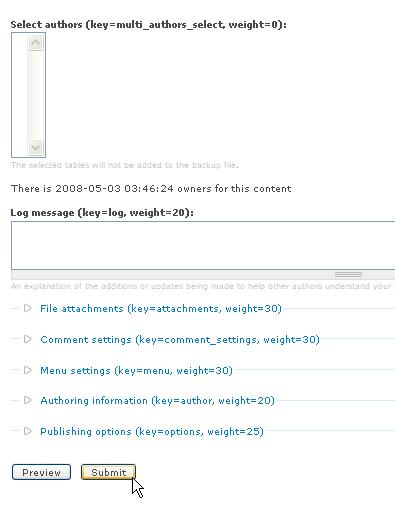 Select authors (key=multi_authors_select, weight=0):
The selected tables will not be added to the backup file.
There is 2008-05-03 03:46:24 owners for this content
Log message (key=log, weight=20):
An explanation of the additions or updates being made to help other authors understand your
File attachments (key=attachments, weight=30)
Comment settings (key=comment_settings, weight=30)
Menu settings (key=menu, weight=30)
Authoring information (key=author, weight=20)
Publishing options (key=options, weight=25)
Preview Submit